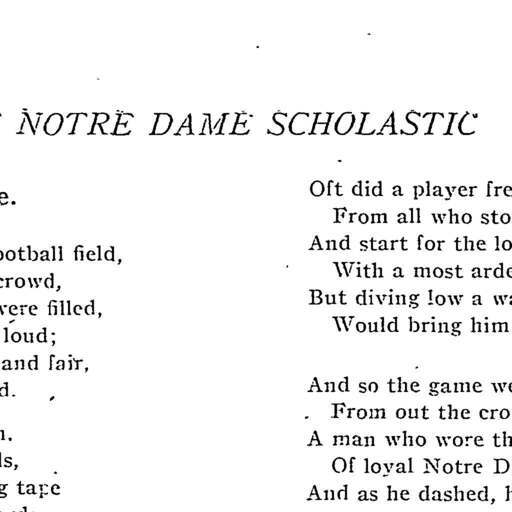 NOTRE DAME SCHOLASTIC
e.
ootball field,
crowd,
were filled,
loud;
and fair,
d.
n.
ls,
g tape
Oft did a player fre
From all who sto
And start for the lo
With a most arde
But diving low a wa
Would bring him
And so the game we
From out the cro
A man who wore th
Of loyal Notre D
And as he dashed, h